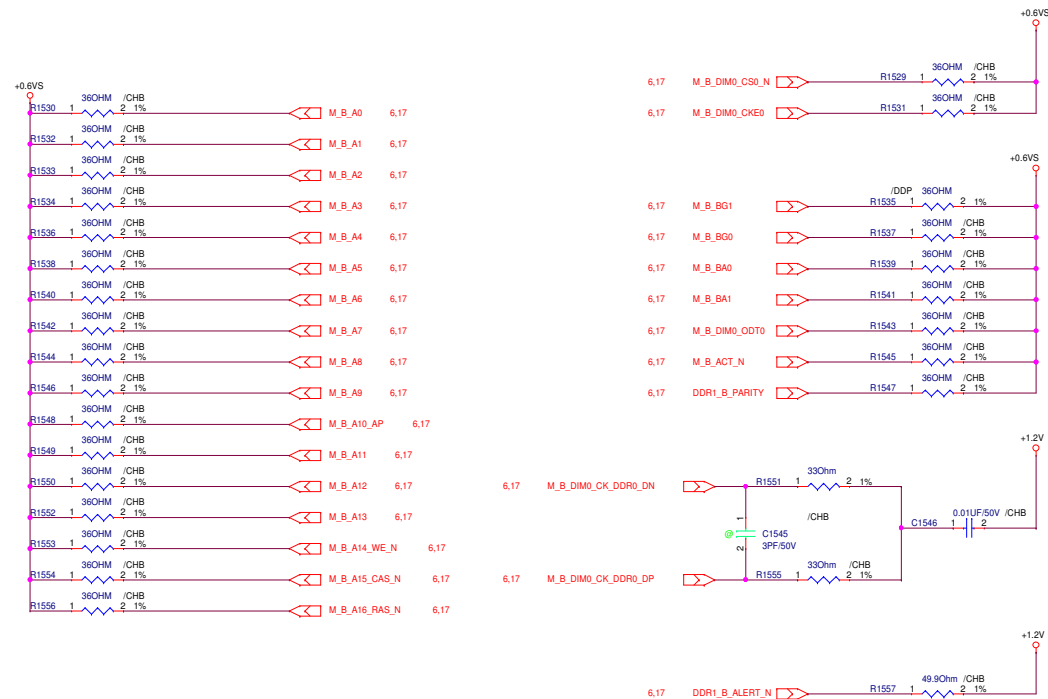 +0.6VS
36OHM /CHB
6,17 M_B_DIM0_CS0_N R1529 1 2 1%
36OHM /CHB
6,17 M_B_DIM0_CKE0 R1531 1 2 1%
+0.6VS
36OHM /CHB
R1530 1 2 1% M_B_A0 6,17
36OHM /CHB
R1532 1 2 1% M_B_A1 6,17
36OHM /CHB
R1533 1 2 1% M_B_A2 6,17
36OHM /CHB
R1534 1 2 1% M_B_A3 6,17
36OHM /CHB
R1536 1 2 1% M_B_A4 6,17
36OHM /CHB
R1538 1 2 1% M_B_A5 6,17
36OHM /CHB
R1540 1 2 1% M_B_A6 6,17
36OHM /CHB
R1542 1 2 1% M_B_A7 6,17
36OHM /CHB
R1544 1 2 1% M_B_A8 6,17
36OHM /CHB
R1546 1 2 1% M_B_A9 6,17
36OHM /CHB
R1548 1 2 1% M_B_A10_AP 6,17
36OHM /CHB
R1549 1 2 1% M_B_A11 6,17
36OHM /CHB
R1550 1 2 1% M_B_A12 6,17
36OHM /CHB
R1552 1 2 1% M_B_A13 6,17
36OHM /CHB
R1553 1 2 1% M_B_A14_WE_N 6,17
36OHM /CHB
R1554 1 2 1% M_B_A15_CAS_N 6,17
36OHM /CHB
R1556 1 2 1% M_B_A16_RAS_N 6,17
+0.6VS
/DDP 36OHM
6,17 M_B_BG1 R1535 1 2 1%
36OHM /CHB
6,17 M_B_BG0 R1537 1 2 1%
36OHM /CHB
6,17 M_B_BA0 R1539 1 2 1%
36OHM /CHB
6,17 M_B_BA1 R1541 1 2 1%
36OHM /CHB
6,17 M_B_DIM0_ODT0 R1543 1 2 1%
36OHM /CHB
6,17 M_B_ACT_N R1545 1 2 1%
36OHM /CHB
6,17 DDR1_B_PARITY R1547 1 2 1%
+1.2V
33Ohm /CHB
6,17 M_B_DIM0_CK_DDR0_DN R1551 1 2 1%
0.01UF/50V /CHB
C1546 1 2
1 /CHB
@ C1545
2 3PF/50V
33Ohm /CHB
6,17 M_B_DIM0_CK_DDR0_DP R1555 1 2 1%
+1.2V
49.9Ohm /CHB
6,17 DDR1_B_ALERT_N R1557 1 2 1%